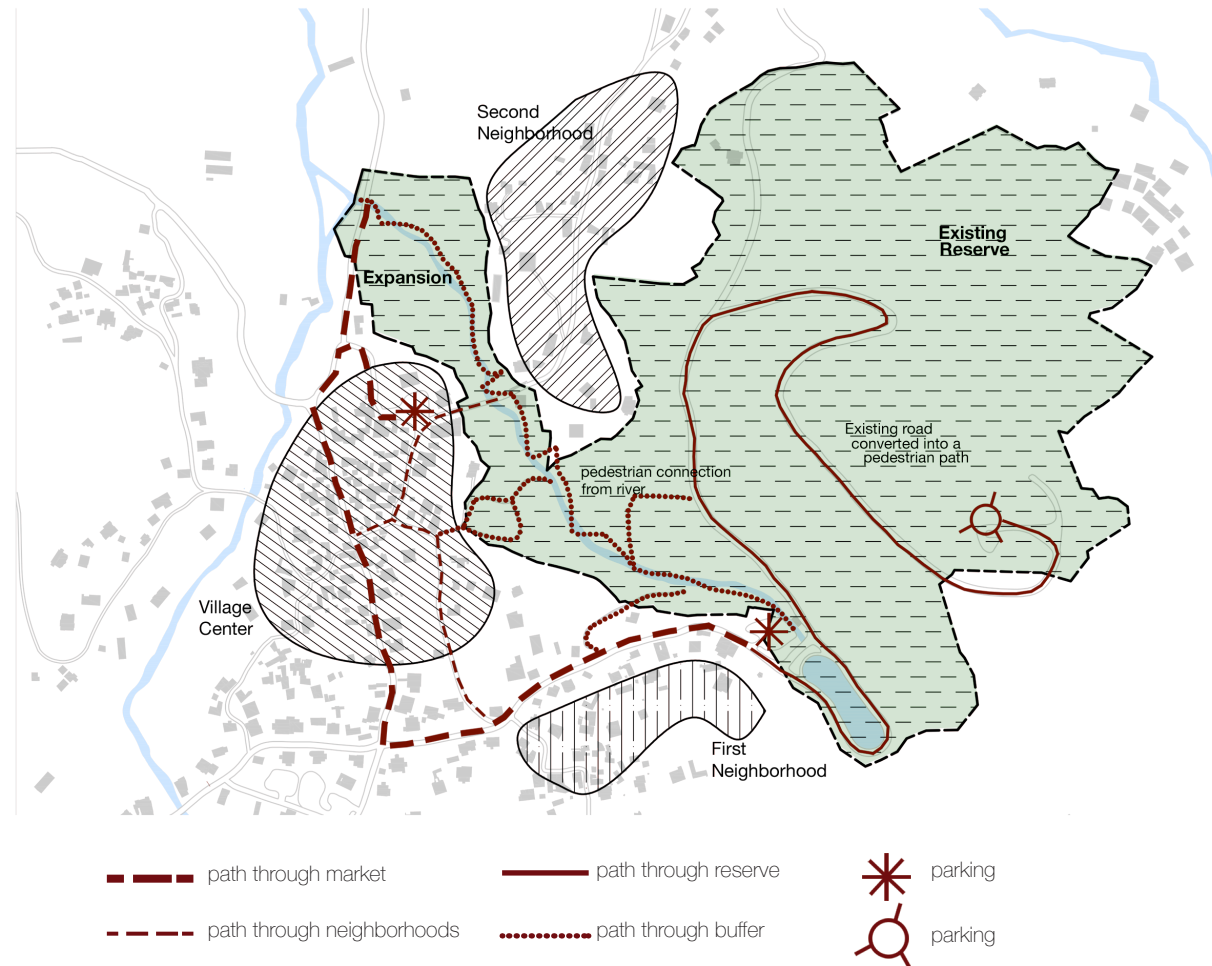 Second
Neighborhood
Existing
Reserve
Expansion
Existing road
converted into a
pedestrian path
pedestrian connection
from river
Village
Center
First
Neighborhood
path through market
path through reserve
parking
path through neighborhoods
path through buffer
parking